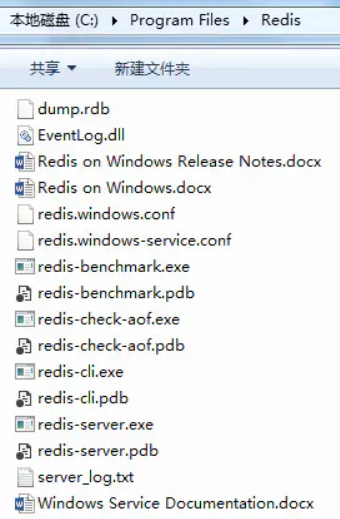 本地磁盘 (C:) ▸ Program Files ▸ Redis
共享 新建文件夹
dump.rdb
EventLog.dll
Redis on Windows Release Notes.docx
Redis on Windows.docx
redis.windows.conf
redis.windows-service.conf
redis-benchmark.exe
redis-benchmark.pdb
redis-check-aof.exe
redis-check-aof.pdb
redis-cli.exe
redis-cli.pdb
redis-server.exe
redis-server.pdb
server_log.txt
Windows Service Documentation.docx